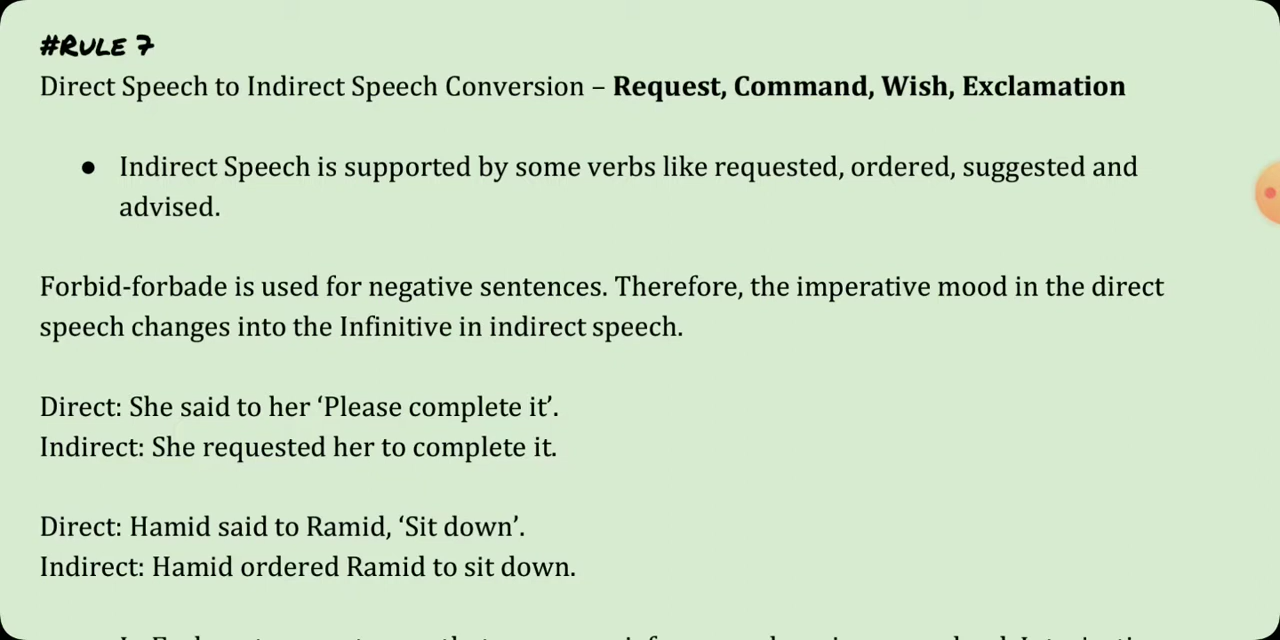 #Rule 7
Direct Speech to Indirect Speech Conversion – Request, Command, Wish, Exclamation
● Indirect Speech is supported by some verbs like requested, ordered, suggested and
advised.
Forbid-forbade is used for negative sentences. Therefore, the imperative mood in the direct
speech changes into the Infinitive in indirect speech.
Direct: She said to her ‘Please complete it’.
Indirect: She requested her to complete it.
Direct: Hamid said to Ramid, ‘Sit down’.
Indirect: Hamid ordered Ramid to sit down.